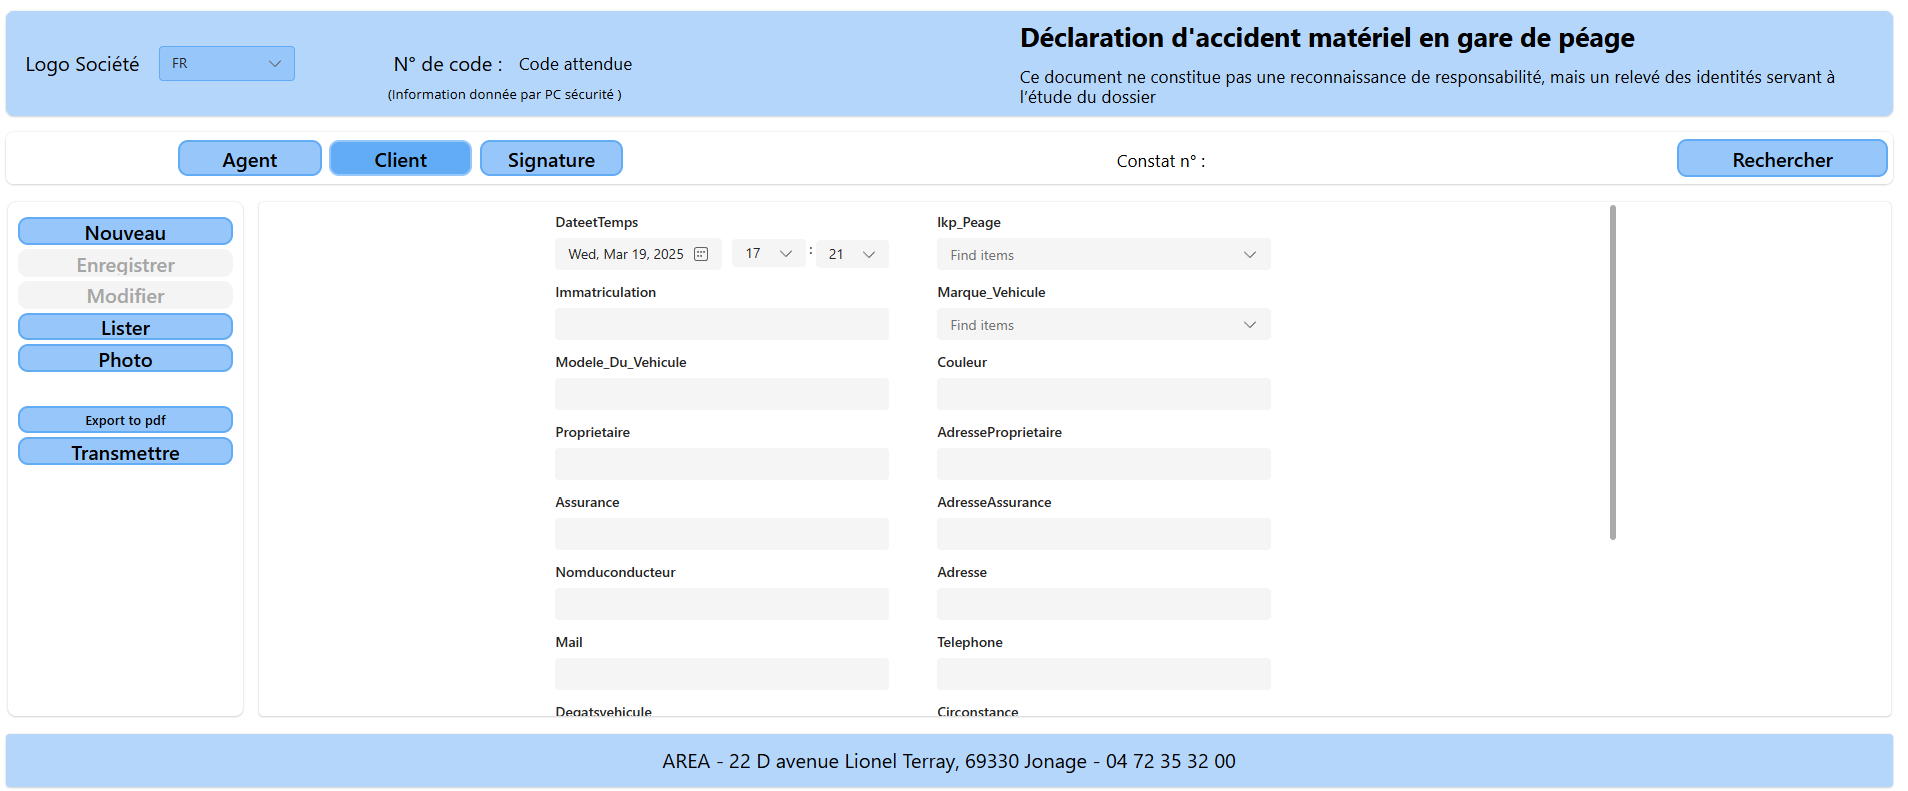 Logo Société
FR
N° de code :
Code attendue
(Information donnée par PC sécurité )
Déclaration d'accident matériel en gare de péage
Ce document ne constitue pas une reconnaissance de responsabilité, mais un relevé des identités servant à
l’étude du dossier
Agent
Client
Signature
Constat n° :
Rechercher
Nouveau
Enregistrer
Modifier
Lister
Photo
Export to pdf
Transmettre
DateetTemps
Wed, Mar 19, 2025
17
:
21
Ikp_Peage
Find items
Immatriculation
Marque_Vehicule
Find items
Modele_Du_Vehicule
Couleur
Proprietaire
AdresseProprietaire
Assurance
AdresseAssurance
Nomduconducteur
Adresse
Mail
Telephone
Degatsvehicule
Circonstance
AREA - 22 D avenue Lionel Terray, 69330 Jonage - 04 72 35 32 00